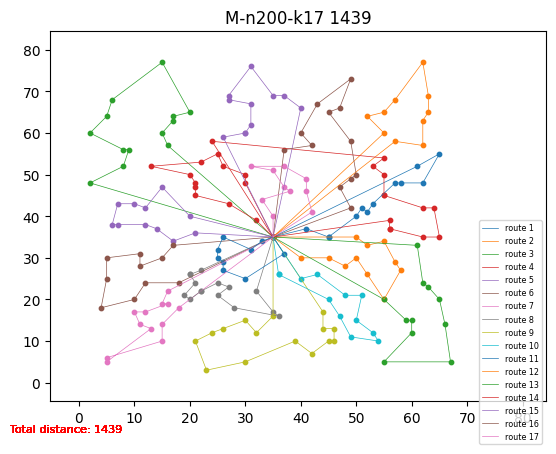 M-n200-k17 1439
80
70
60
50
40
30
20
10
0
0
10
20
30
40
50
60
70
80
route 1
route 2
route 3
route 4
route 5
route 6
route 7
route 8
route 9
route 10
route 11
route 12
route 13
route 14
route 15
route 16
route 17
Total distance: 1439